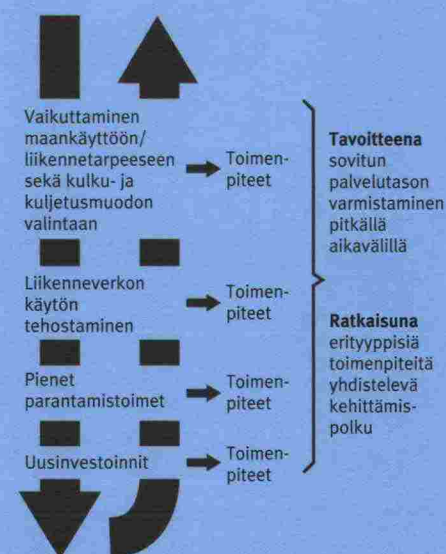 Vaikuttaminen
maankäyttöön/
liikennetarpeeseen
sekä kulku- ja
kuljetusmuodon
valintaan
Toimen-
piteet
Liikenneverkon
käytön
tehostaminen
Toimen-
piteet
Pienet
parantamistoimet
Toimen-
piteet
Uusinvestoinnit
Toimen-
piteet
Tavoitteena
sovitun
palvelutason
varmistaminen
pitkällä
aikavälillä
Ratkaisuna
erityyppisiä
toimenpiteitä
yhdistelevä
kehittämis-
polku